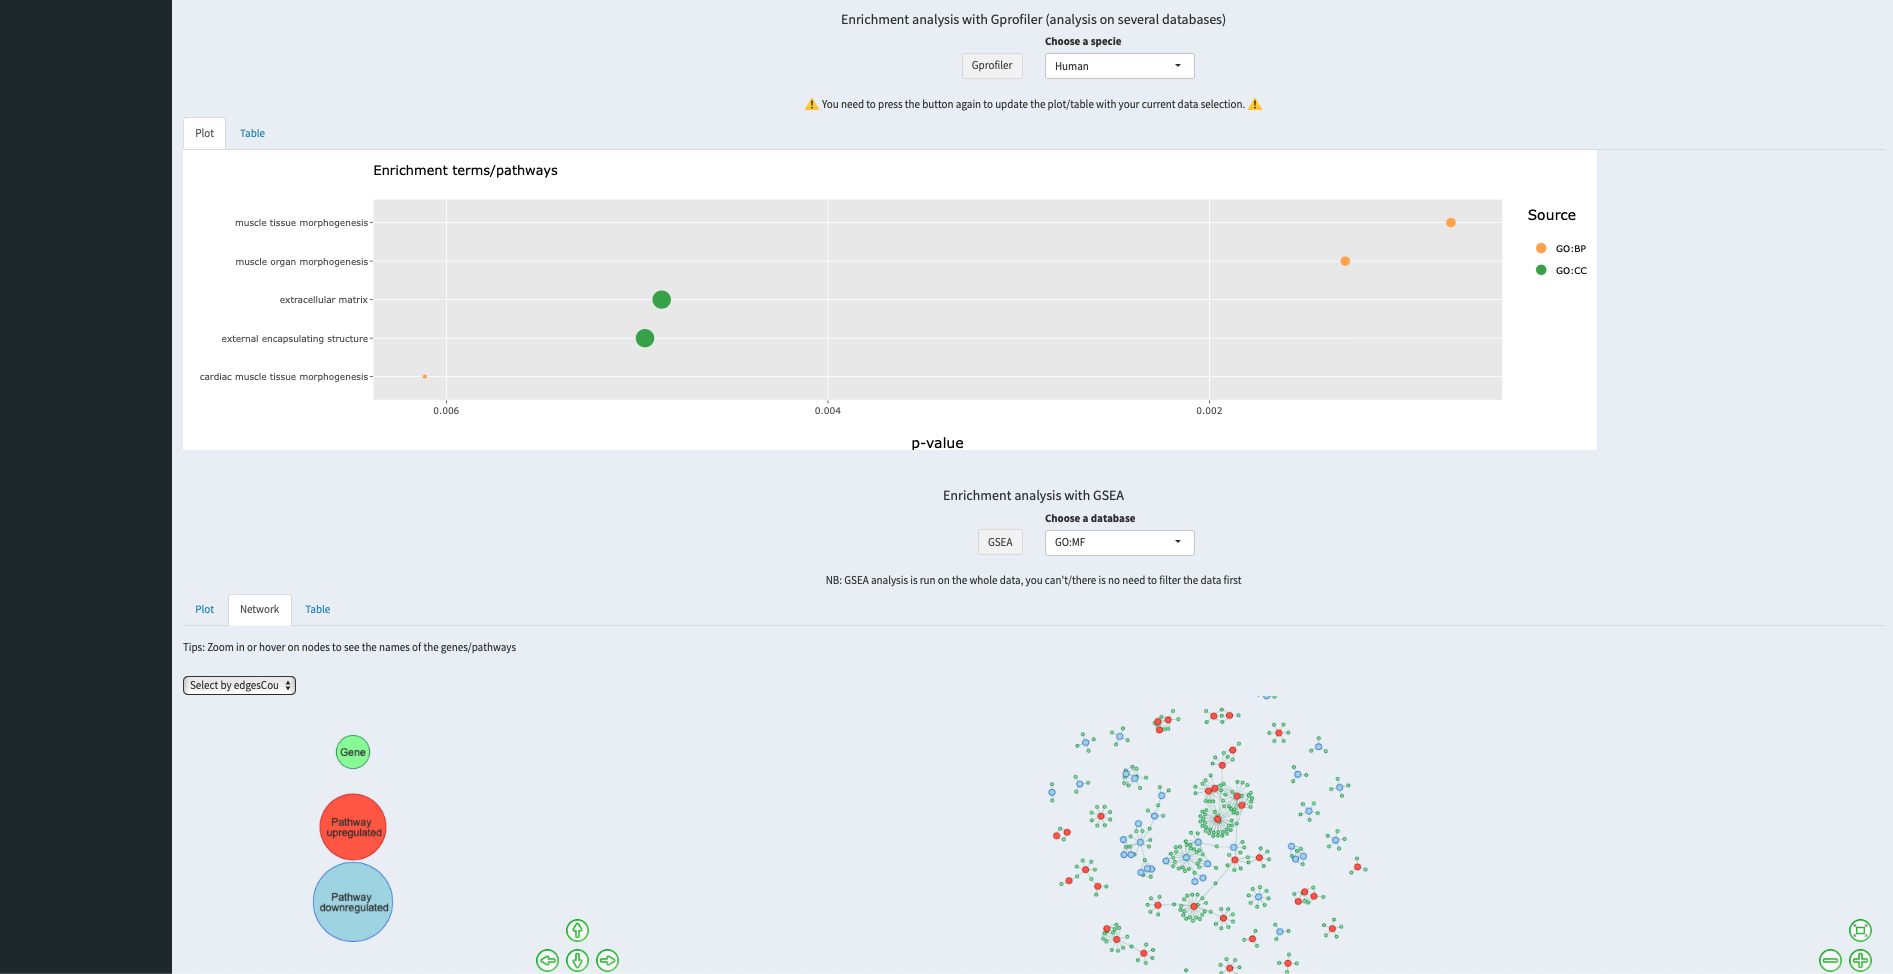 Enrichment analysis with Gprofiler (analysis on several databases)
Choose a specie
Gprofiler
Human
⚠ You need to press the button again to update the plot/table with your current data selection. ⚠
Plot
Table
Enrichment terms/pathways
muscle tissue morphogenesis
muscle organ morphogenesis
extracellular matrix
external encapsulating structure
cardiac muscle tissue morphogenesis
0.006
0.004
0.002
p-value
Source
GO:BP
GO:CC
Enrichment analysis with GSEA
Choose a database
GSEA
GO:MF
NB: GSEA analysis is run on the whole data, you can't/there is no need to filter the data first
Plot
Network
Table
Tips: Zoom in or hover on nodes to see the names of the genes/pathways
Select by edgesCou
Gene
Pathway
upregulated
Pathway
downregulated